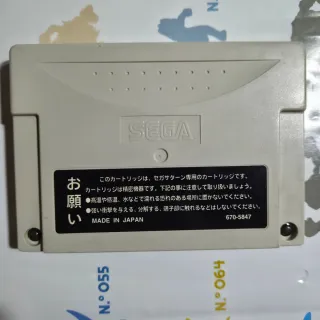 SEGA
お願い
このカートリッジは、セガサターン専用のカートリッジです。
カートリッジは精密機器です。下記の事に注意して取り扱いましょう。
●高温や低温、水などで濡れる恐れのある場所に置かないでください。
●強い衝撃を与える、分解する、端子部に触れるなどはしないでください。
MADE IN JAPAN 670-5847
N.º 055
N.º 064